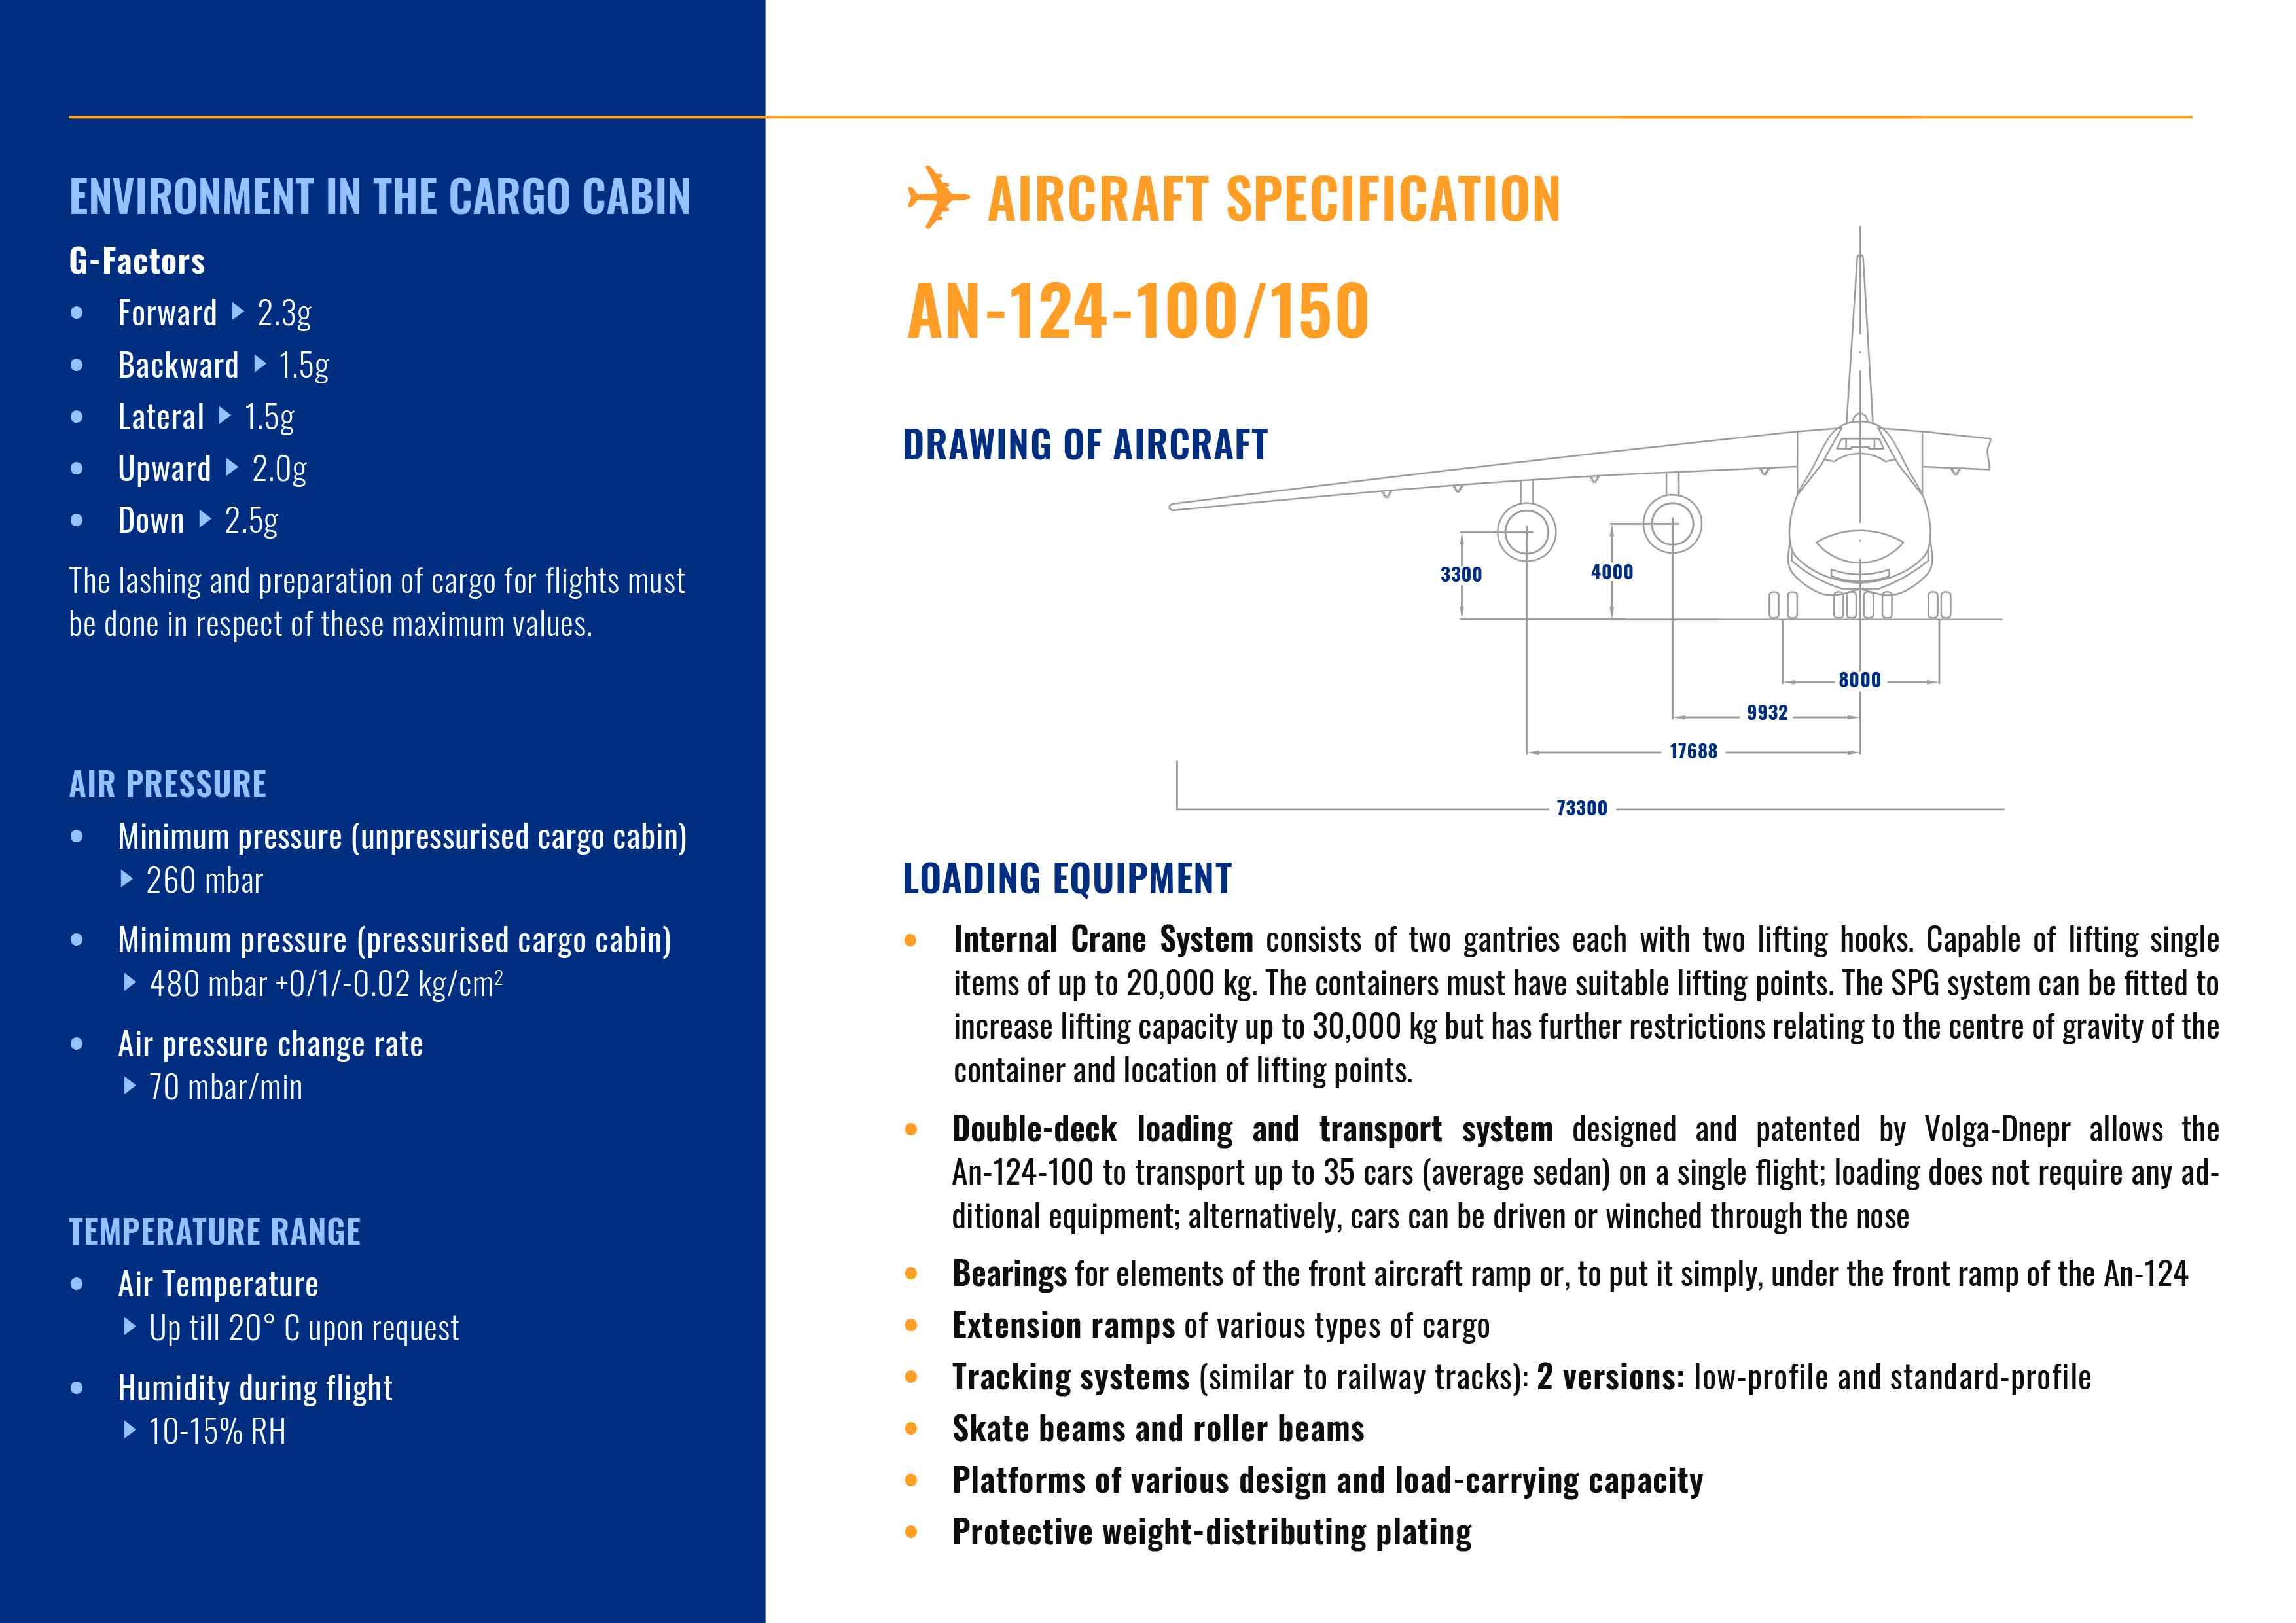 ENVIRONMENT IN THE CARGO CABIN
G-Factors
• Forward ▶ 2.3g
• Backward ▶ 1.5g
• Lateral ▶ 1.5g
• Upward ▶ 2.0g
• Down ▶ 2.5g
The lashing and preparation of cargo for flights must
be done in respect of these maximum values.
AIR PRESSURE
• Minimum pressure (unpressurised cargo cabin)
▶ 260 mbar
• Minimum pressure (pressurised cargo cabin)
▶ 480 mbar +0/1/-0.02 kg/cm²
• Air pressure change rate
▶ 70 mbar/min
TEMPERATURE RANGE
• Air Temperature
▶ Up till 20° C upon request
• Humidity during flight
▶ 10-15% RH
AIRCRAFT SPECIFICATION
AN-124-100/150
DRAWING OF AIRCRAFT
3300
4000
8000
9932
17688
73300
LOADING EQUIPMENT
• Internal Crane System consists of two gantries each with two lifting hooks. Capable of lifting single
items of up to 20,000 kg. The containers must have suitable lifting points. The SPG system can be fitted to
increase lifting capacity up to 30,000 kg but has further restrictions relating to the centre of gravity of the
container and location of lifting points.
• Double-deck loading and transport system designed and patented by Volga-Dnepr allows the
An-124-100 to transport up to 35 cars (average sedan) on a single flight; loading does not require any ad-
ditional equipment; alternatively, cars can be driven or winched through the nose
• Bearings for elements of the front aircraft ramp or, to put it simply, under the front ramp of the An-124
• Extension ramps of various types of cargo
• Tracking systems (similar to railway tracks): 2 versions: low-profile and standard-profile
• Skate beams and roller beams
• Platforms of various design and load-carrying capacity
• Protective weight-distributing plating